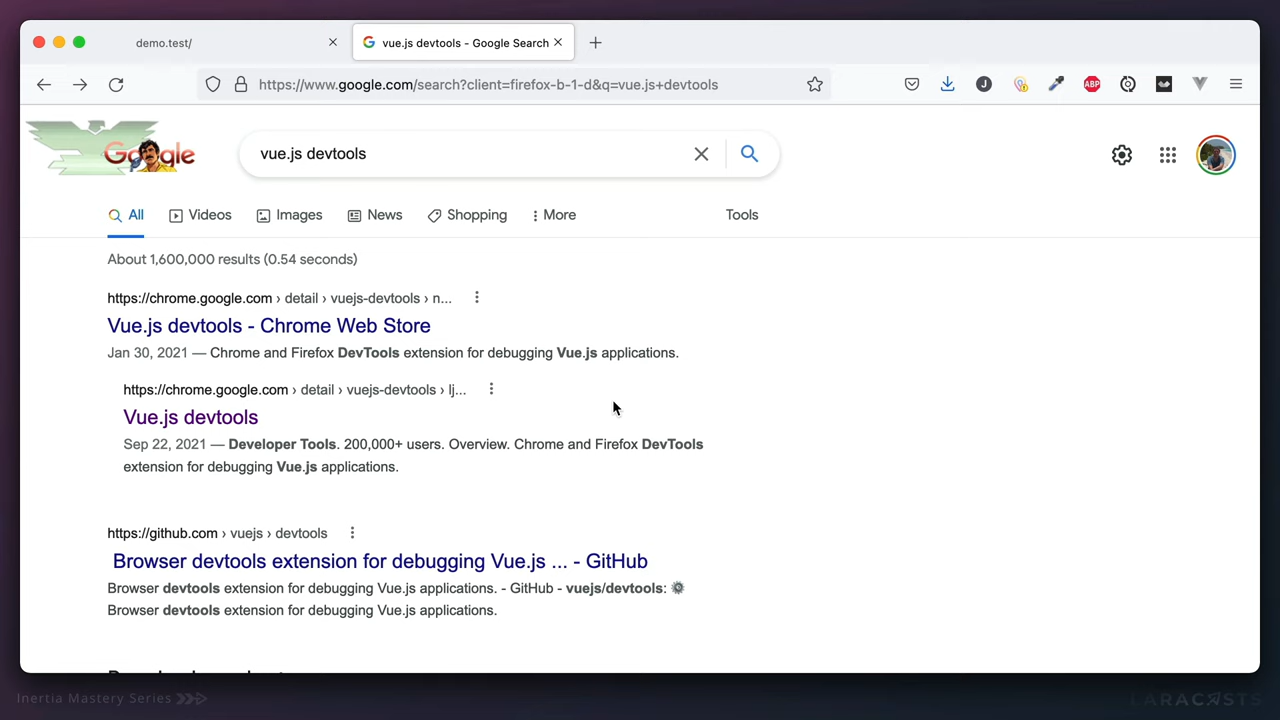 demo.test/
vue.js devtools - Google Search
https://www.google.com/search?client=firefox-b-1-d&q=vue.js+devtools
J
ABP
Google
vue.js devtools
All
Videos
Images
News
Shopping
More
Tools
About 1,600,000 results (0.54 seconds)
https://chrome.google.com › detail › vuejs-devtools › n...
Vue.js devtools - Chrome Web Store
Jan 30, 2021 — Chrome and Firefox DevTools extension for debugging Vue.js applications.
https://chrome.google.com › detail › vuejs-devtools › lj...
Vue.js devtools
Sep 22, 2021 — Developer Tools. 200,000+ users. Overview. Chrome and Firefox DevTools
extension for debugging Vue.js applications.
https://github.com › vuejs › devtools
Browser devtools extension for debugging Vue.js ... - GitHub
Browser devtools extension for debugging Vue.js applications. - GitHub - vuejs/devtools:
Browser devtools extension for debugging Vue.js applications.
Inertia Mastery Series
LARACASTS